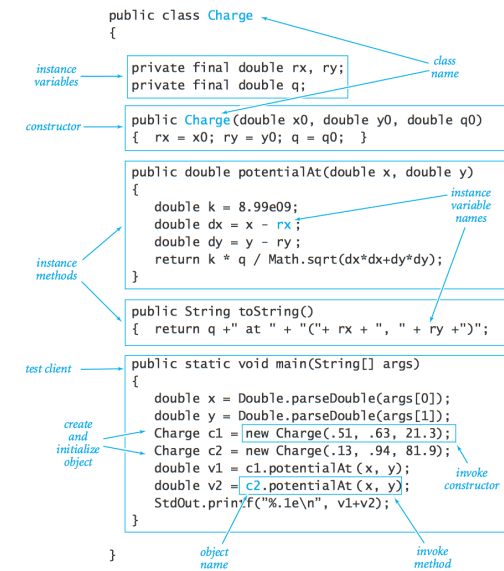 public class Charge
{
class
name
instance
variables
private final double rx, ry;
private final double q;
constructor
public Charge(double x0, double y0, double q0)
{ rx = x0; ry = y0; q = q0; }
public double potentialAt(double x, double y)
{
double k = 8.99e09;
double dx = x - rx;
double dy = y - ry;
return k * q / Math.sqrt(dx*dx+dy*dy);
}
instance
variable
names
instance
methods
public String toString()
{ return q +" at " + "("+ rx + ", " + ry +")";
test client
public static void main(String[] args)
{
double x = Double.parseDouble(args[0]);
double y = Double.parseDouble(args[1]);
Charge c1 = new Charge(.51, .63, 21.3);
Charge c2 = new Charge(.13, .94, 81.9);
double v1 = c1.potentialAt(x, y);
double v2 = c2.potentialAt(x, y);
StdOut.printf("%.1e\n", v1+v2);
}
create
and
initialize
object
invoke
constructor
}
object
name
invoke
method